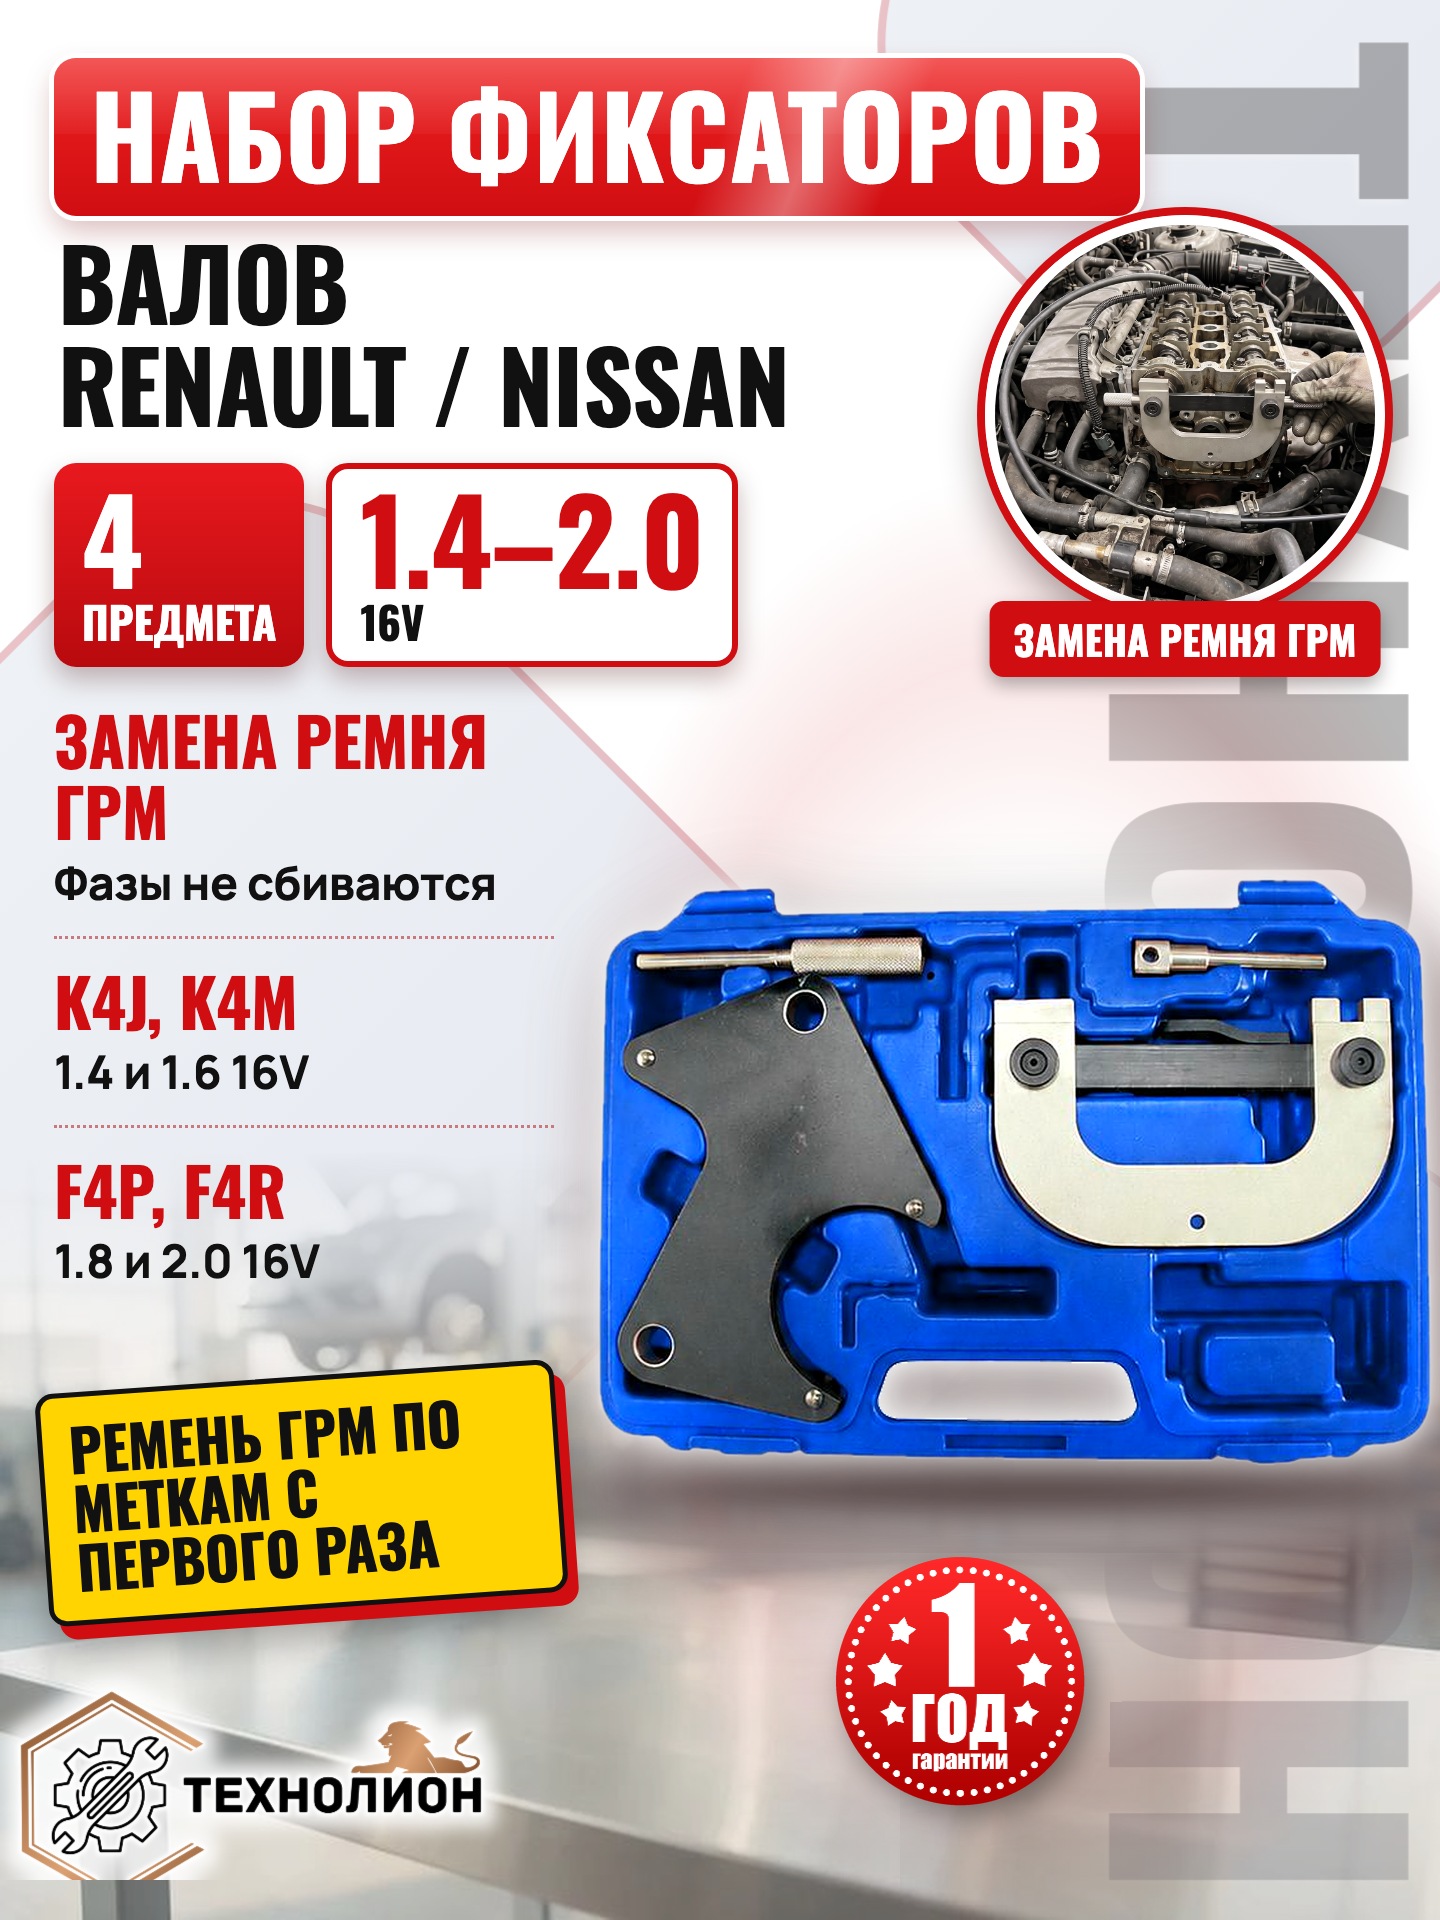 НАБОР ФИКСАТОРОВ
ВАЛОВ
RENAULT / NISSAN
4
ПРЕДМЕТА
1.4–2.0
16V
ЗАМЕНА РЕМНЯ ГРМ
ЗАМЕНА РЕМНЯ
ГРМ
Фазы не сбиваются
K4J, K4M
1.4 и 1.6 16V
F4P, F4R
1.8 и 2.0 16V
РЕМЕНЬ ГРМ ПО
МЕТКАМ С
ПЕРВОГО РАЗА
1
ГОД
гарантии
ТЕХНОЛИОН
ТЕХНОЛИОН